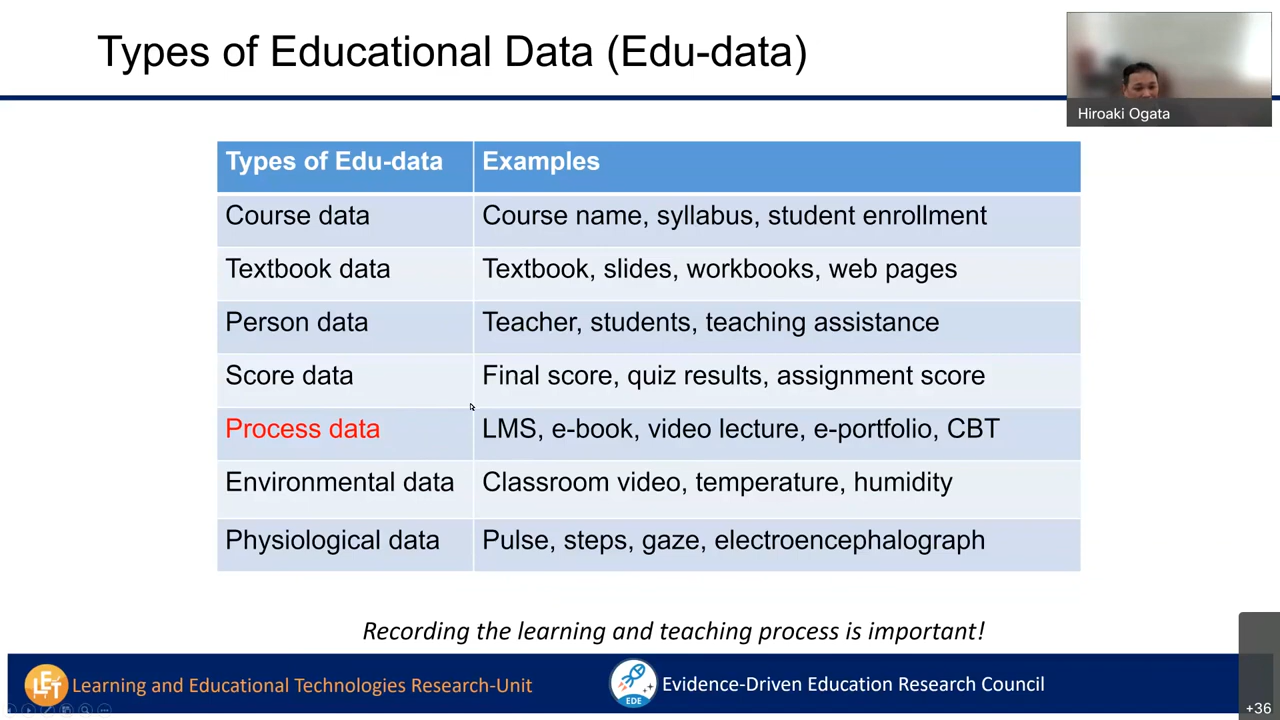 Types of Educational Data (Edu-data)
Hiroaki Ogata
Types of Edu-data Examples
Course data Course name, syllabus, student enrollment
Textbook data Textbook, slides, workbooks, web pages
Person data Teacher, students, teaching assistance
Score data Final score, quiz results, assignment score
Process data LMS, e-book, video lecture, e-portfolio, CBT
Environmental data Classroom video, temperature, humidity
Physiological data Pulse, steps, gaze, electroencephalograph
Recording the learning and teaching process is important!
LET Learning and Educational Technologies Research-Unit
EDE Evidence-Driven Education Research Council
+36